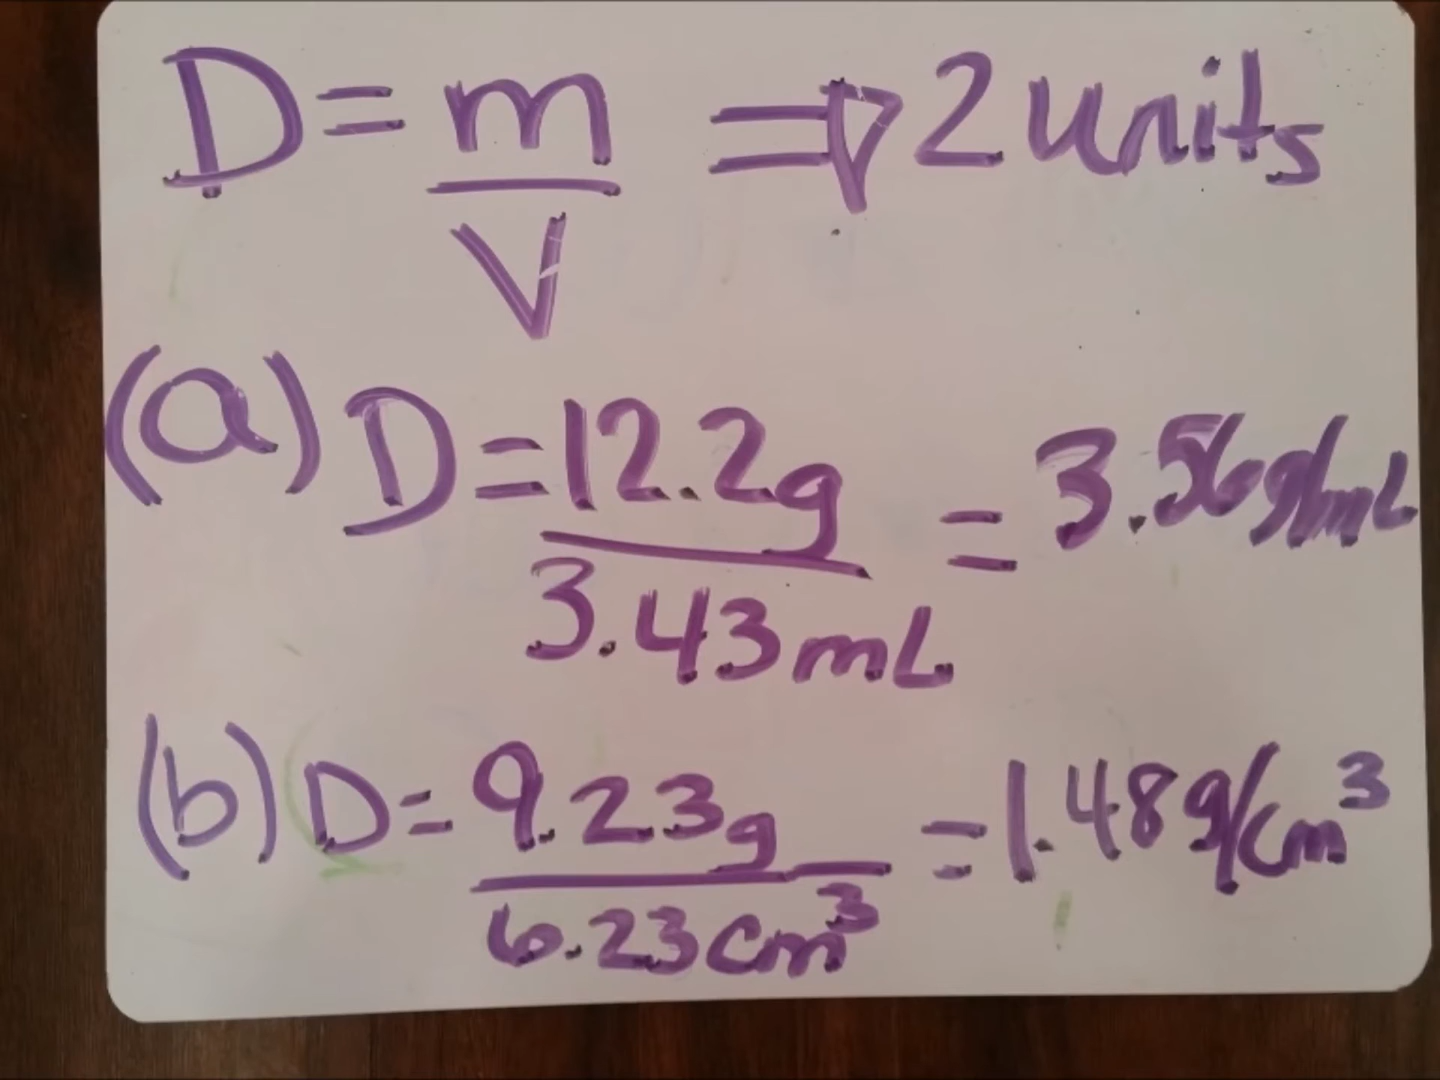 D = m/V ⇒ 2 units
(a) D = 12.2g/3.43mL = 3.56g/mL
(b) D = 9.23g/6.23cm³ = 1.48g/cm³